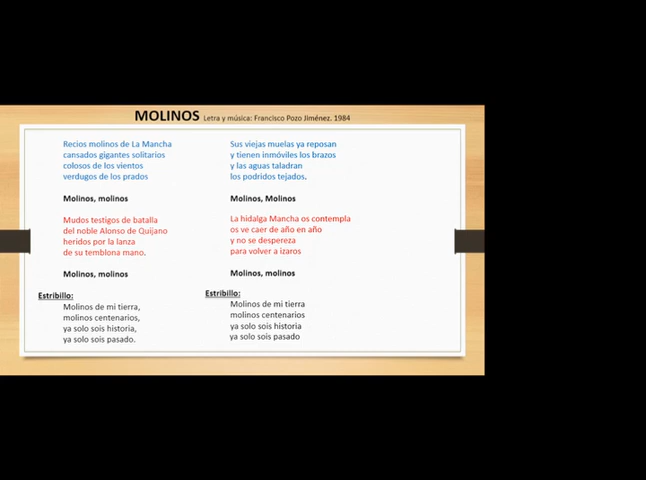 MOLINOS Letra y música: Francisco Pozo Jiménez. 1984
Recios molinos de La Mancha
cansados gigantes solitarios
colosos de los vientos
verdugos de los prados
Molinos, molinos
Mudos testigos de batalla
del noble Alonso de Quijano
heridos por la lanza
de su temblona mano.
Molinos, molinos
Estribillo:
Molinos de mi tierra,
molinos centenarios,
ya solo sois historia,
ya solo sois pasado.
Sus viejas muelas ya reposan
y tienen inmóviles los brazos
y las aguas taladran
los podridos tejados.
Molinos, Molinos
La hidalga Mancha os contempla
os ve caer de año en año
y no se despereza
para volver a izaros
Molinos, molinos
Estribillo:
Molinos de mi tierra
molinos centenarios
ya solo sois historia
ya solo sois pasado